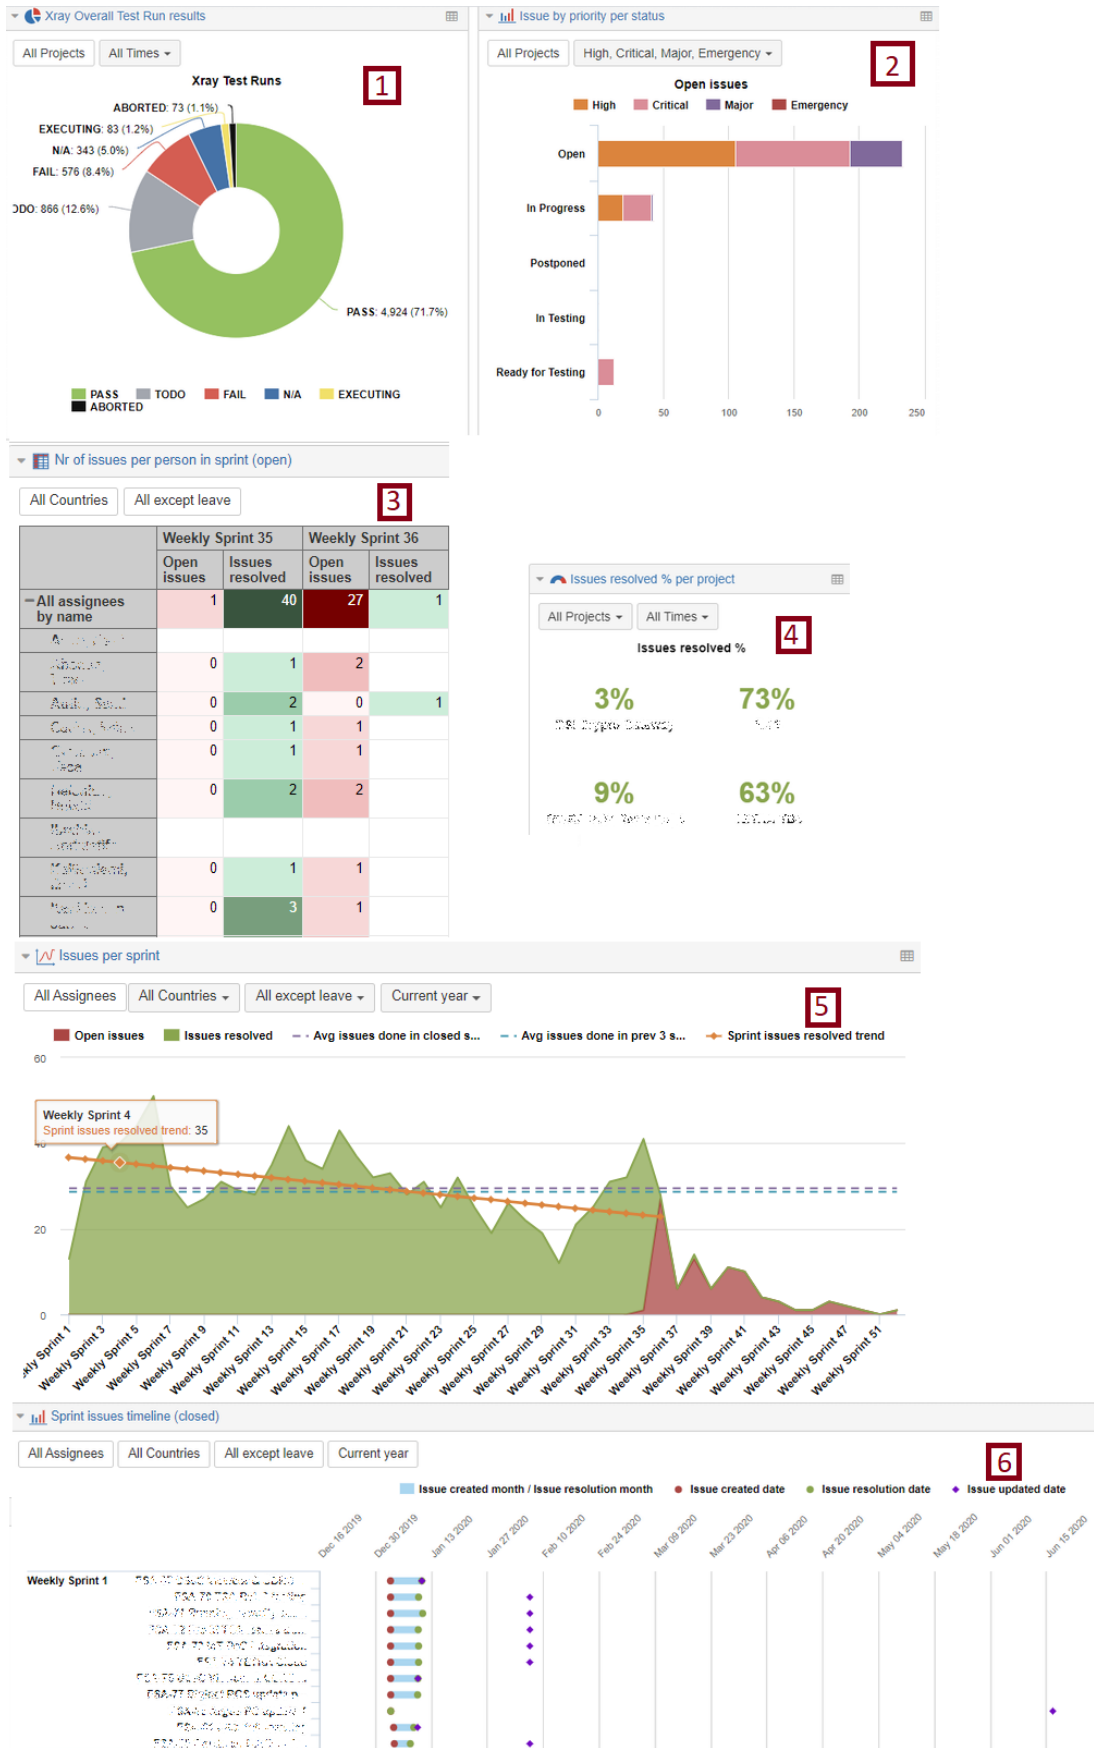 Xray Overall Test Run results
All Projects All Times
1
Xray Test Runs
ABORTED: 73 (1.1%)
EXECUTING: 83 (1.2%)
N/A: 343 (5.0%)
FAIL: 576 (8.4%)
ODO: 866 (12.6%)
PASS: 4,924 (71.7%)
PASS TODO FAIL N/A EXECUTING
ABORTED
Issue by priority per status
All Projects High, Critical, Major, Emergency
2
Open issues
High Critical Major Emergency
Open
In Progress
Postponed
In Testing
Ready for Testing
0 50 100 150 200 250
Nr of issues per person in sprint (open)
All Countries All except leave
3
Weekly Sprint 35 Weekly Sprint 36
Open issues Issues resolved Open issues Issues resolved
All assignees by name 1 40 27 1
0 1 2
0 2 0 1
0 1 1
0 1 1
0 2 2
0 1 1
0 3 1
Issues resolved % per project
All Projects All Times
4
Issues resolved %
3% 73%
9% 63%
Issues per sprint
All Assignees All Countries All except leave Current year
5
Open issues Issues resolved Avg issues done in closed s... Avg issues done in prev 3 s... Sprint issues resolved trend
60
Weekly Sprint 4
Sprint issues resolved trend: 35
40
20
0
kly Sprint 1 Weekly Sprint 3 Weekly Sprint 5 Weekly Sprint 7 Weekly Sprint 9 Weekly Sprint 11 Weekly Sprint 13 Weekly Sprint 15 Weekly Sprint 17 Weekly Sprint 19 Weekly Sprint 21 Weekly Sprint 23 Weekly Sprint 25 Weekly Sprint 27 Weekly Sprint 29 Weekly Sprint 31 Weekly Sprint 33 Weekly Sprint 35 Weekly Sprint 37 Weekly Sprint 39 Weekly Sprint 41 Weekly Sprint 43 Weekly Sprint 45 Weekly Sprint 47 Weekly Sprint 51
Sprint issues timeline (closed)
All Assignees All Countries All except leave Current year
6
Issue created month / Issue resolution month Issue created date Issue resolution date Issue updated date
Dec 16 2019 Dec 30 2019 Jan 13 2020 Jan 27 2020 Feb 10 2020 Feb 24 2020 Mar 09 2020 Mar 23 2020 Apr 06 2020 Apr 20 2020 May 04 2020 May 18 2020 Jun 01 2020 Jun 15 2020
Weekly Sprint 1